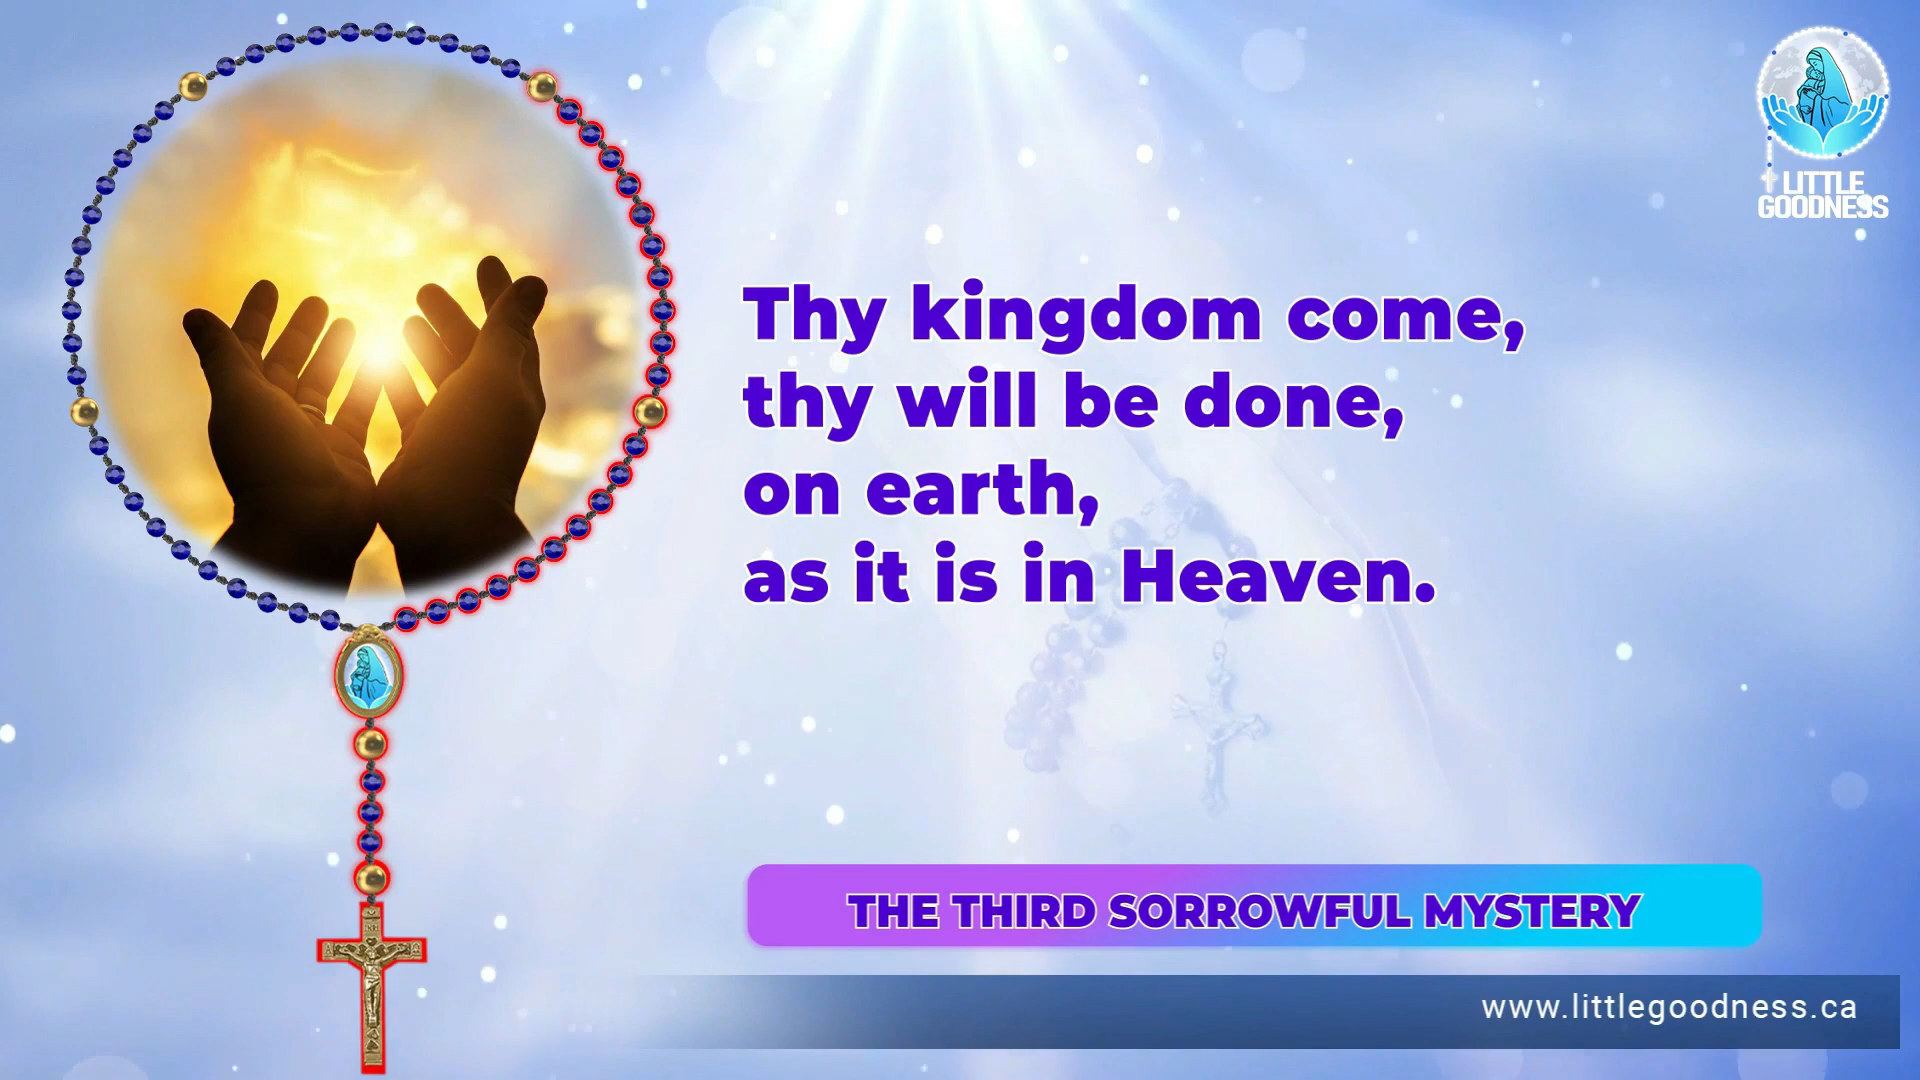 LITTLE
GOODNESS
Thy kingdom come,
thy will be done,
on earth,
as it is in Heaven.
THE THIRD SORROWFUL MYSTERY
www.littlegoodness.ca